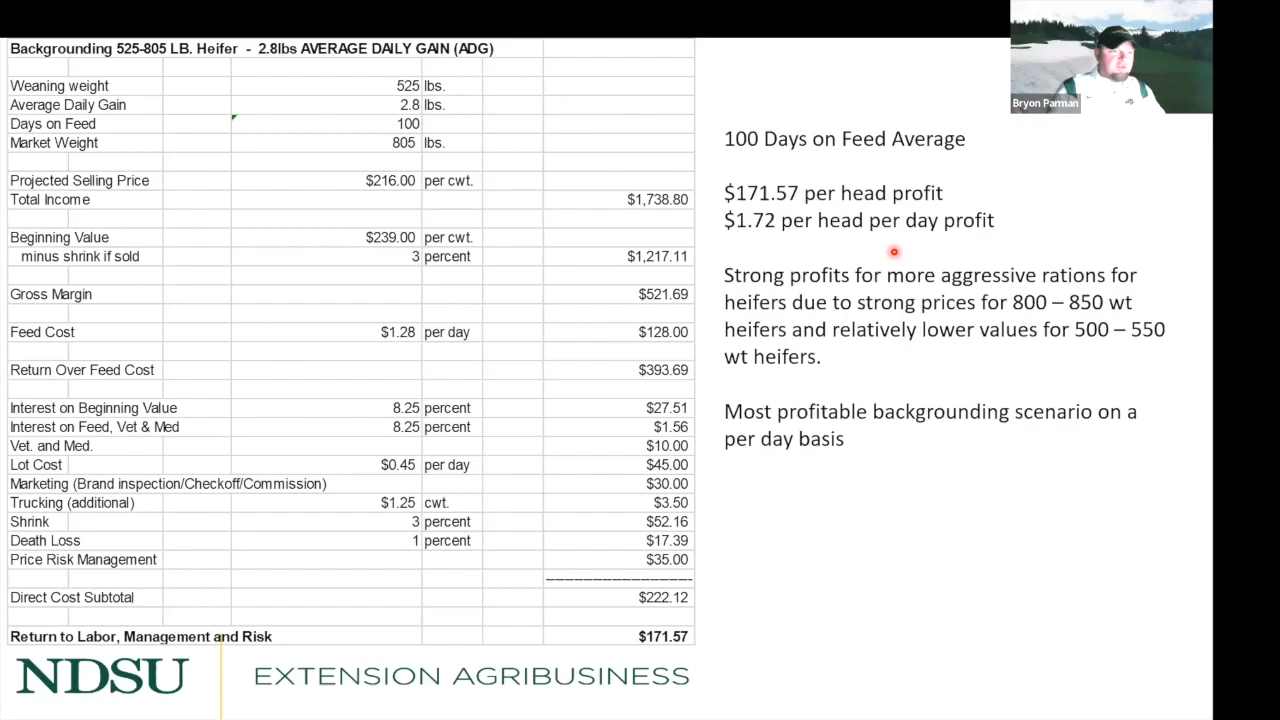 Backgrounding 525-805 LB. Heifer - 2.8lbs AVERAGE DAILY GAIN (ADG)
Weaning weight 525 lbs.
Average Daily Gain 2.8 lbs.
Days on Feed 100
Market Weight 805 lbs.
Projected Selling Price $216.00 per cwt.
Total Income $1,738.80
Beginning Value $239.00 per cwt.
minus shrink if sold 3 percent $1,217.11
Gross Margin $521.69
Feed Cost $1.28 per day $128.00
Return Over Feed Cost $393.69
Interest on Beginning Value 8.25 percent $27.51
Interest on Feed, Vet & Med 8.25 percent $1.56
Vet. and Med. $10.00
Lot Cost $0.45 per day $45.00
Marketing (Brand inspection/Checkoff/Commission) $30.00
Trucking (additional) $1.25 cwt. $3.50
Shrink 3 percent $52.16
Death Loss 1 percent $17.39
Price Risk Management $35.00
Direct Cost Subtotal $222.12
Return to Labor, Management and Risk $171.57
NDSU EXTENSION AGRIBUSINESS
Bryon Parman
100 Days on Feed Average
$171.57 per head profit
$1.72 per head per day profit
Strong profits for more aggressive rations for
heifers due to strong prices for 800 – 850 wt
heifers and relatively lower values for 500 – 550
wt heifers.
Most profitable backgrounding scenario on a
per day basis